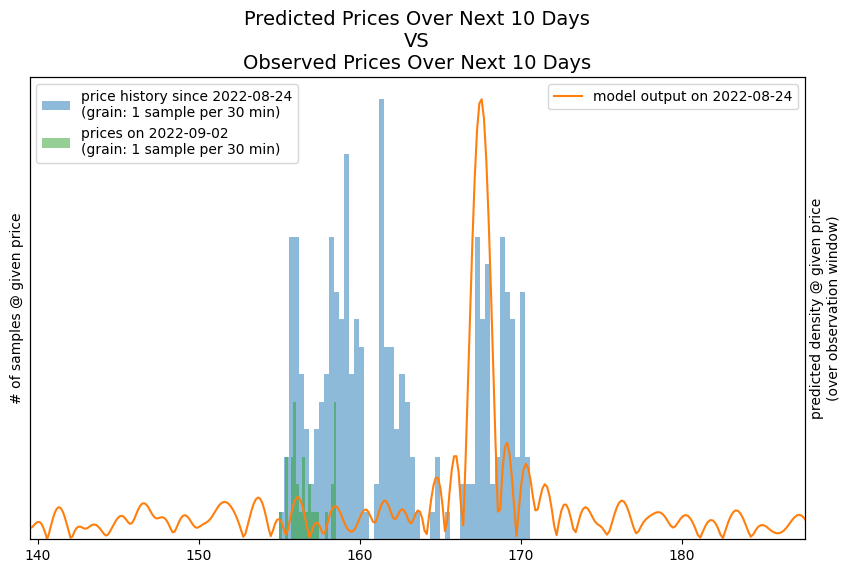 Predicted Prices Over Next 10 Days
VS
Observed Prices Over Next 10 Days
price history since 2022-08-24
(grain: 1 sample per 30 min)
prices on 2022-09-02
(grain: 1 sample per 30 min)
model output on 2022-08-24
# of samples @ given price
predicted density @ given price
(over observation window)
140 150 160 170 180